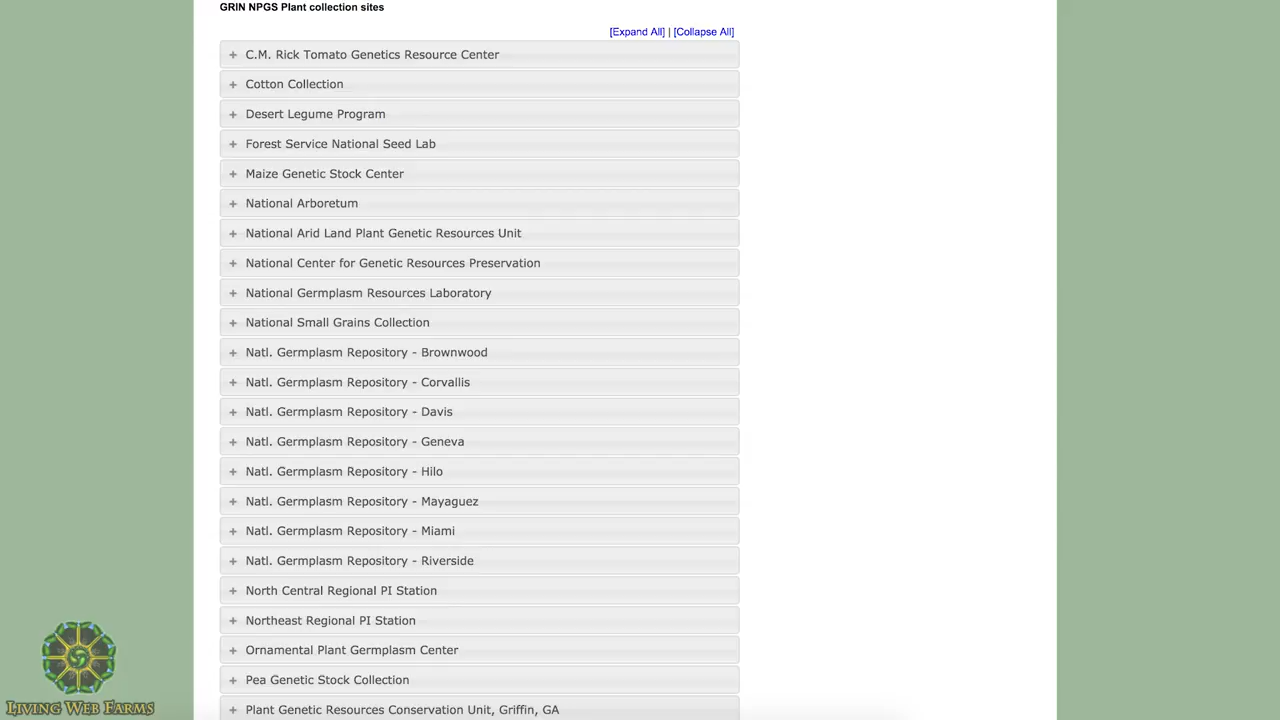 GRIN NPGS Plant collection sites
[Expand All] | [Collapse All]
C.M. Rick Tomato Genetics Resource Center
Cotton Collection
Desert Legume Program
Forest Service National Seed Lab
Maize Genetic Stock Center
National Arboretum
National Arid Land Plant Genetic Resources Unit
National Center for Genetic Resources Preservation
National Germplasm Resources Laboratory
National Small Grains Collection
Natl. Germplasm Repository - Brownwood
Natl. Germplasm Repository - Corvallis
Natl. Germplasm Repository - Davis
Natl. Germplasm Repository - Geneva
Natl. Germplasm Repository - Hilo
Natl. Germplasm Repository - Mayaguez
Natl. Germplasm Repository - Miami
Natl. Germplasm Repository - Riverside
North Central Regional PI Station
Northeast Regional PI Station
Ornamental Plant Germplasm Center
Pea Genetic Stock Collection
Plant Genetic Resources Conservation Unit, Griffin, GA
Living Web Farms